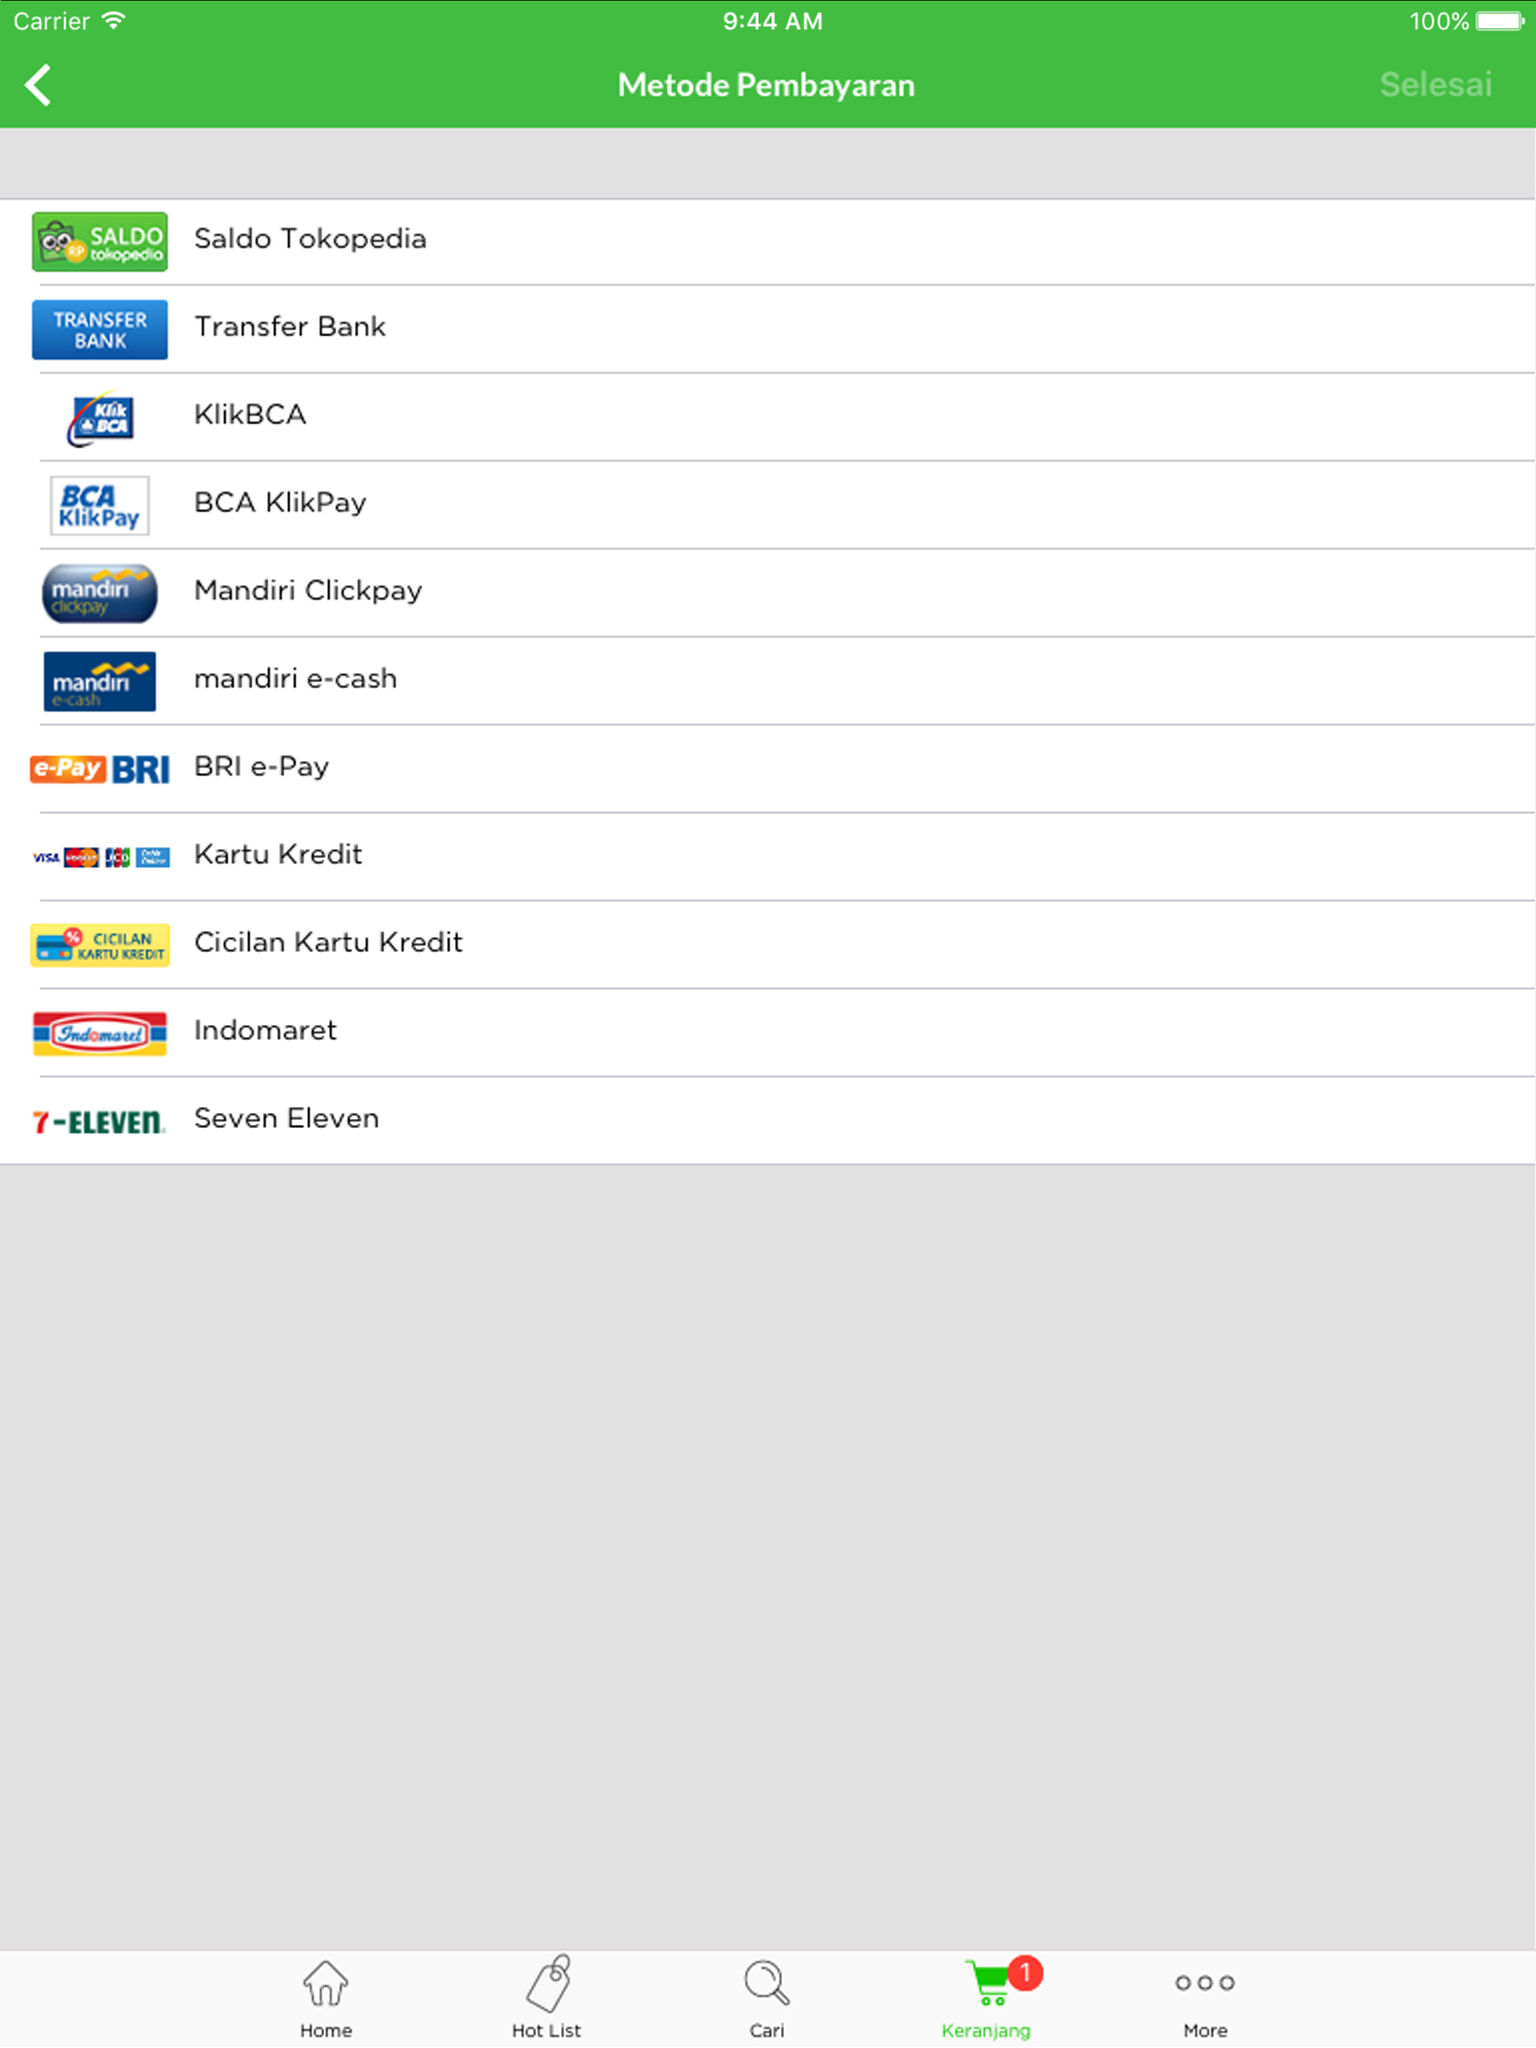 Carrier 9:44 AM 100%
Metode Pembayaran Selesai
SALDO
tokopedia
Saldo Tokopedia
TRANSFER
BANK
Transfer Bank
Klik
BCA
KlikBCA
BCA
KlikPay
BCA KlikPay
mandiri
clickpay
Mandiri Clickpay
mandiri
e-cash
mandiri e-cash
e-Pay BRI
BRI e-Pay
VISA JCB
Kartu Kredit
CICILAN
KARTU KREDIT
Cicilan Kartu Kredit
Indomaret
Indomaret
7-ELEVEn
Seven Eleven
1
Home Hot List Cari Keranjang More